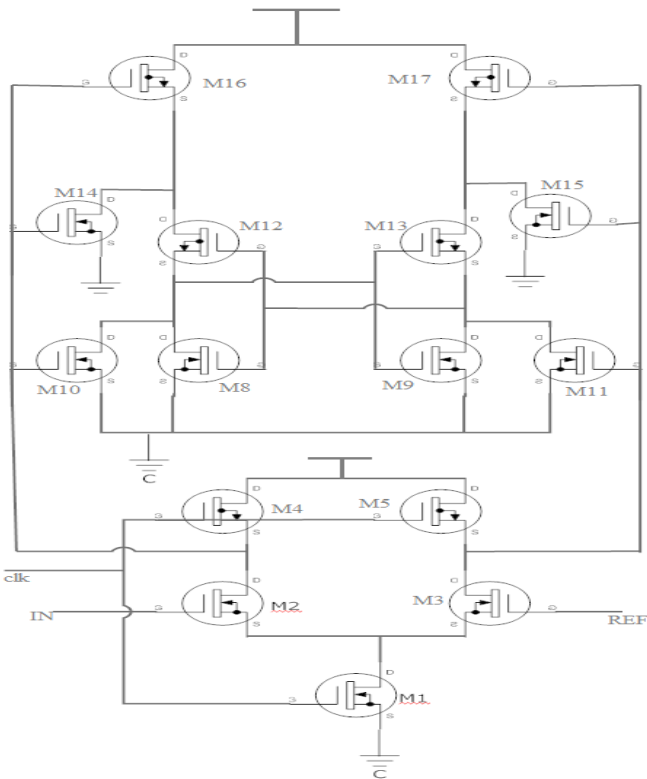 D D
M16 M17
G G
S S
M14 M15
D D
M12 M13
D D
G G G G
S S
G G
S S
D D D D
M10 M8 M9 M11
G G G G
S S S S
C
D D
M4 M5
G G
S S
clk
D D
M2 M3
IN G G REF
S S
D
M1
G
S
C